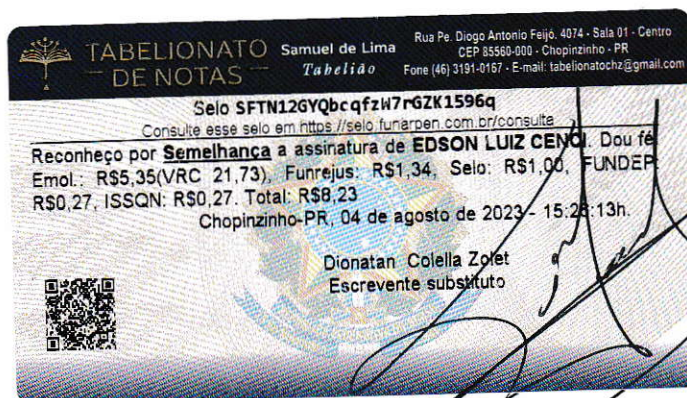 TABELIONATO
DE NOTAS
Samuel de Lima
Tabelião
Rua Pe. Diogo Antonio Feijó, 4074 - Sala 01 - Centro
CEP 85560-000 - Chopinzinho - PR
Fone (46) 3191-0167 - E-mail: tabelionatochz@gmail.com
Selo SFTN12GYQbcqfzW7rGZK1596q
Consulte esse selo em https://selo.funarpen.com.br/consulta
Reconheço por Semelhança a assinatura de EDSON LUIZ CENCI. Dou fé
Emol.: R$5,35(VRC 21,73), Funrejus: R$1,34, Selo: R$1,00, FUNDEP:
R$0,27, ISSQN: R$0,27. Total: R$8,23
Chopinzinho-PR, 04 de agosto de 2023 - 15:26:13h.
Dionatan Colella Zolet
Escrevente substituto